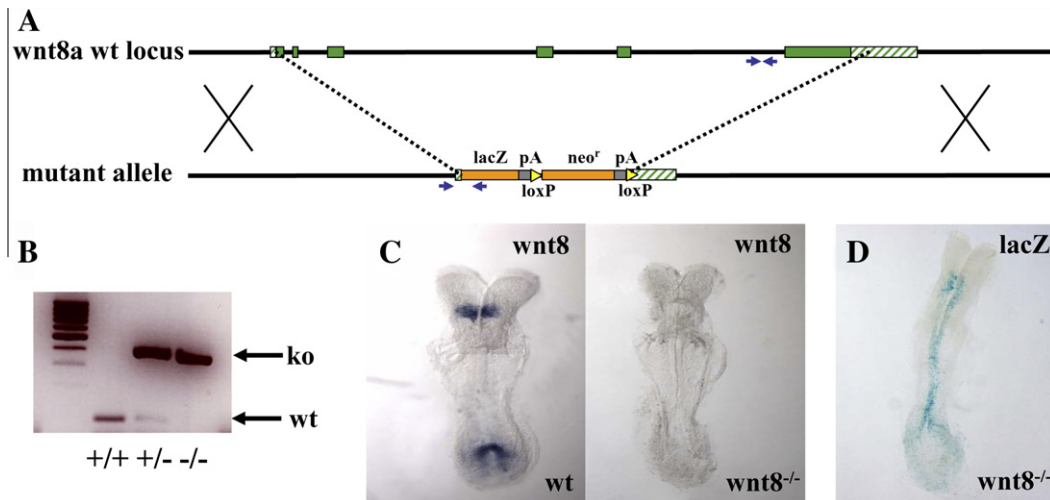 A
wnt8a wt locus
lacZ pA neoʳ pA
mutant allele
loxP loxP
B
ko
wt
+/+ +/- -/-
C
wnt8 wnt8
wt wnt8⁻/⁻
D
lacZ
wnt8⁻/⁻